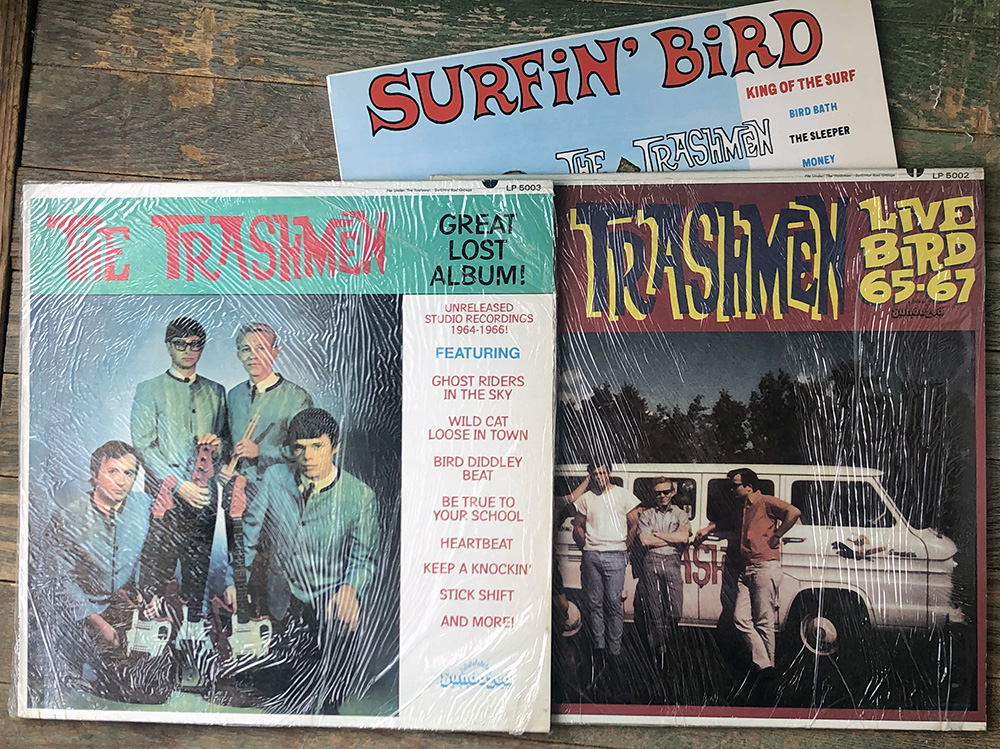 SURFiN' BiRD
KING OF THE SURF
BIRD BATH
THE SLEEPER
MONEY
THE TRASHMEN
LP 5003
THE TRASHMEN
GREAT
LOST
ALBUM!
UNRELEASED
STUDIO RECORDINGS
1964-1966!
FEATURING
GHOST RIDERS
IN THE SKY
WILD CAT
LOOSE IN TOWN
BIRD DIDDLEY
BEAT
BE TRUE TO
YOUR SCHOOL
HEARTBEAT
KEEP A KNOCKIN'
STICK SHIFT
AND MORE!
sundazed
LP 5002
TRASHMEN
LiVE
BiRD
65-67
sundazed